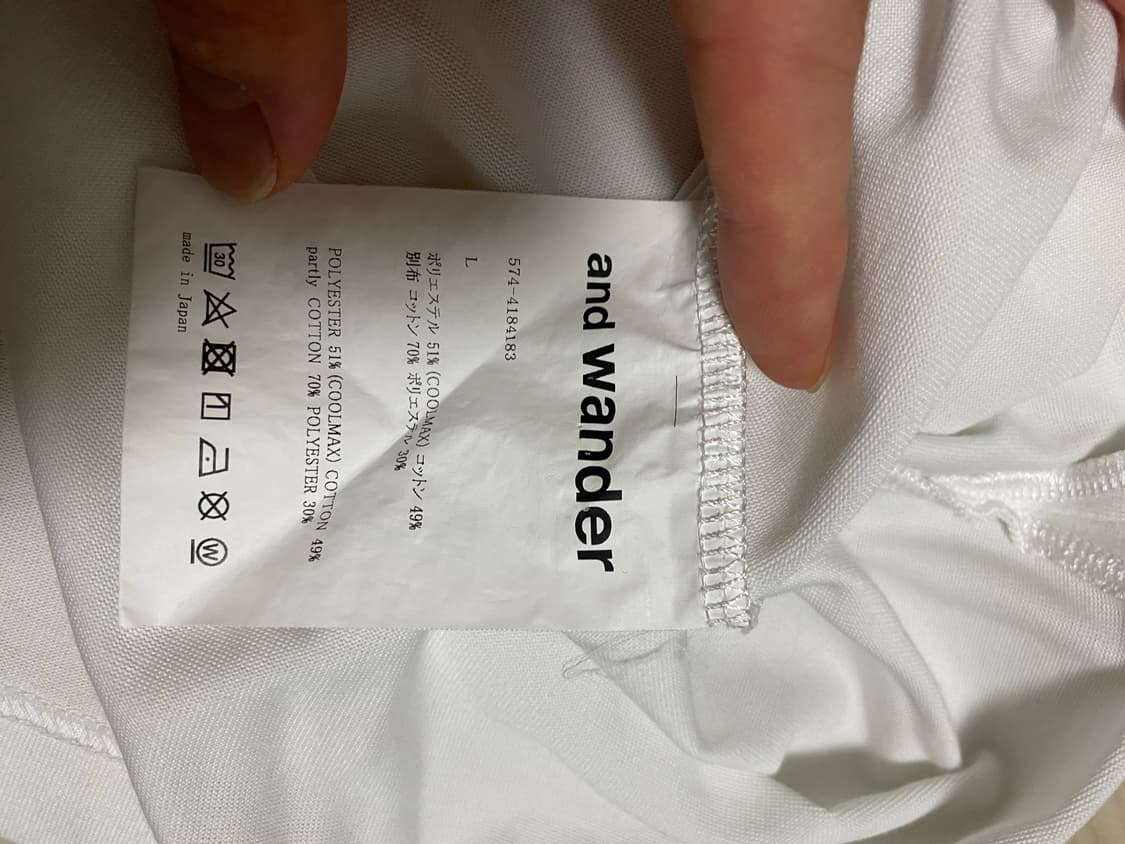 and wander
574-4184183
L
ポリエステル 51% (COOLMAX) コットン 49%
別布 コットン 70% ポリエステル 30%
POLYESTER 51% (COOLMAX) COTTON 49%
partly COTTON 70% POLYESTER 30%
30 W
made in Japan